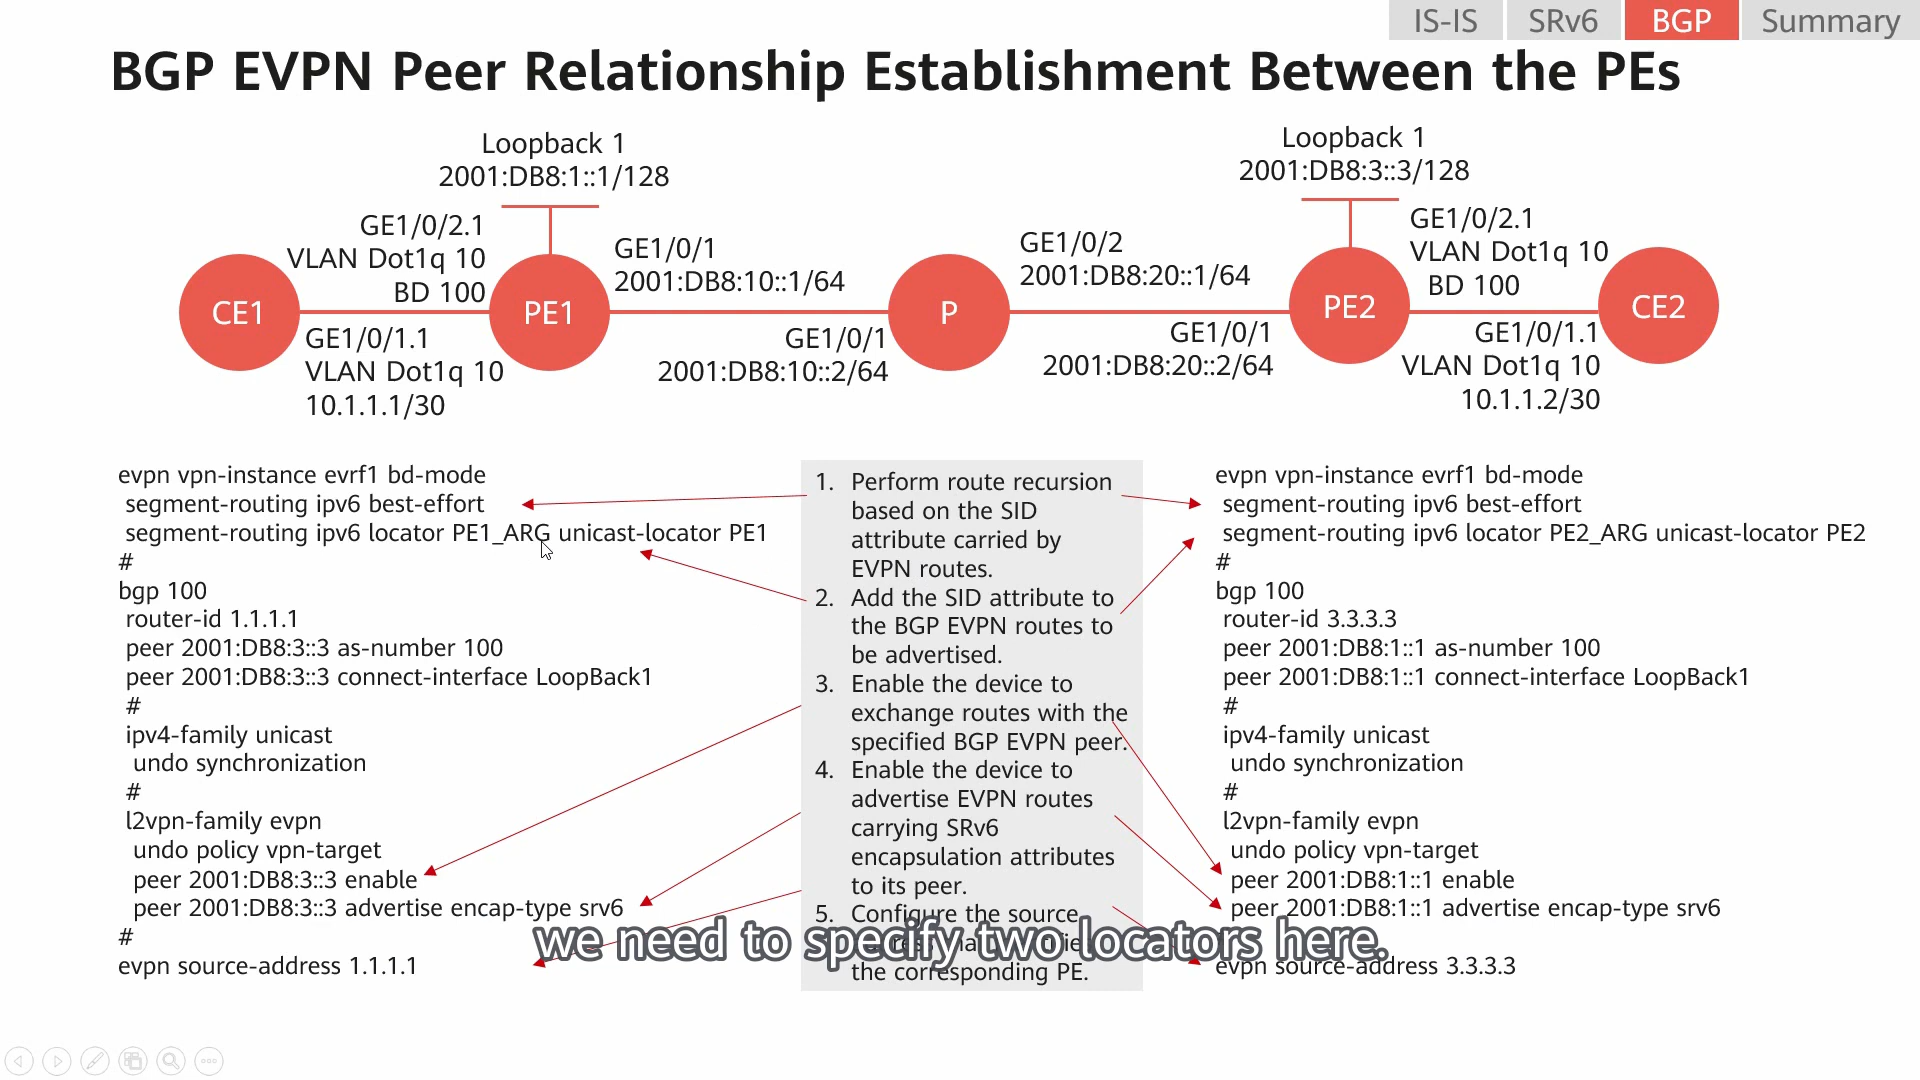 IS-IS
SRv6
BGP
Summary
BGP EVPN Peer Relationship Establishment Between the PEs
Loopback 1
2001:DB8:1::1/128
Loopback 1
2001:DB8:3::3/128
GE1/0/2.1
VLAN Dot1q 10
BD 100
GE1/0/1
2001:DB8:10::1/64
GE1/0/2
2001:DB8:20::1/64
GE1/0/2.1
VLAN Dot1q 10
BD 100
CE1
PE1
P
PE2
CE2
GE1/0/1.1
VLAN Dot1q 10
10.1.1.1/30
GE1/0/1
2001:DB8:10::2/64
GE1/0/1
2001:DB8:20::2/64
GE1/0/1.1
VLAN Dot1q 10
10.1.1.2/30
evpn vpn-instance evrf1 bd-mode
segment-routing ipv6 best-effort
segment-routing ipv6 locator PE1_ARG unicast-locator PE1
#
bgp 100
router-id 1.1.1.1
peer 2001:DB8:3::3 as-number 100
peer 2001:DB8:3::3 connect-interface LoopBack1
#
ipv4-family unicast
undo synchronization
#
l2vpn-family evpn
undo policy vpn-target
peer 2001:DB8:3::3 enable
peer 2001:DB8:3::3 advertise encap-type srv6
#
evpn source-address 1.1.1.1
1. Perform route recursion
based on the SID
attribute carried by
EVPN routes.
2. Add the SID attribute to
the BGP EVPN routes to
be advertised.
3. Enable the device to
exchange routes with the
specified BGP EVPN peer.
4. Enable the device to
advertise EVPN routes
carrying SRv6
encapsulation attributes
to its peer.
5. Configure the source
the corresponding PE.
evpn vpn-instance evrf1 bd-mode
segment-routing ipv6 best-effort
segment-routing ipv6 locator PE2_ARG unicast-locator PE2
#
bgp 100
router-id 3.3.3.3
peer 2001:DB8:1::1 as-number 100
peer 2001:DB8:1::1 connect-interface LoopBack1
#
ipv4-family unicast
undo synchronization
#
l2vpn-family evpn
undo policy vpn-target
peer 2001:DB8:1::1 enable
peer 2001:DB8:1::1 advertise encap-type srv6
evpn source-address 3.3.3.3
we need to specify two locators here.